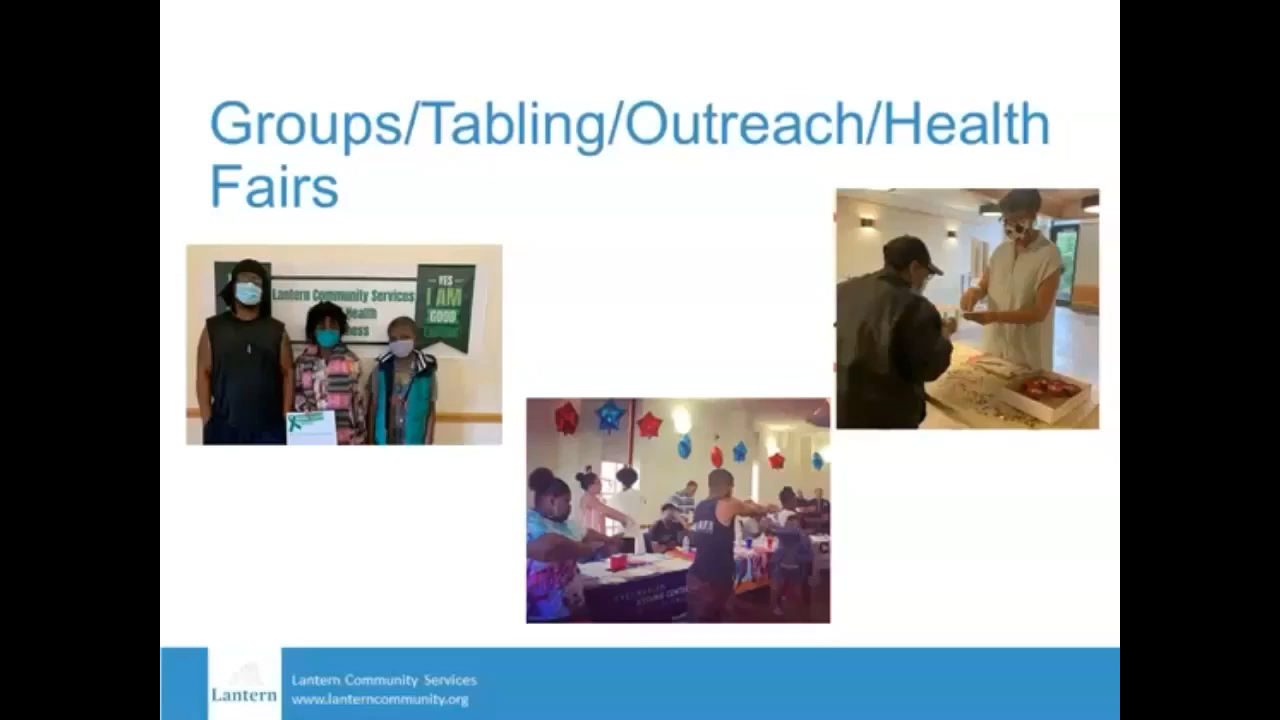 Groups/Tabling/Outreach/Health
Fairs
Lantern Community Services
Health
YES
I AM
GOOD
Lantern
Lantern Community Services
www.lanterncommunity.org